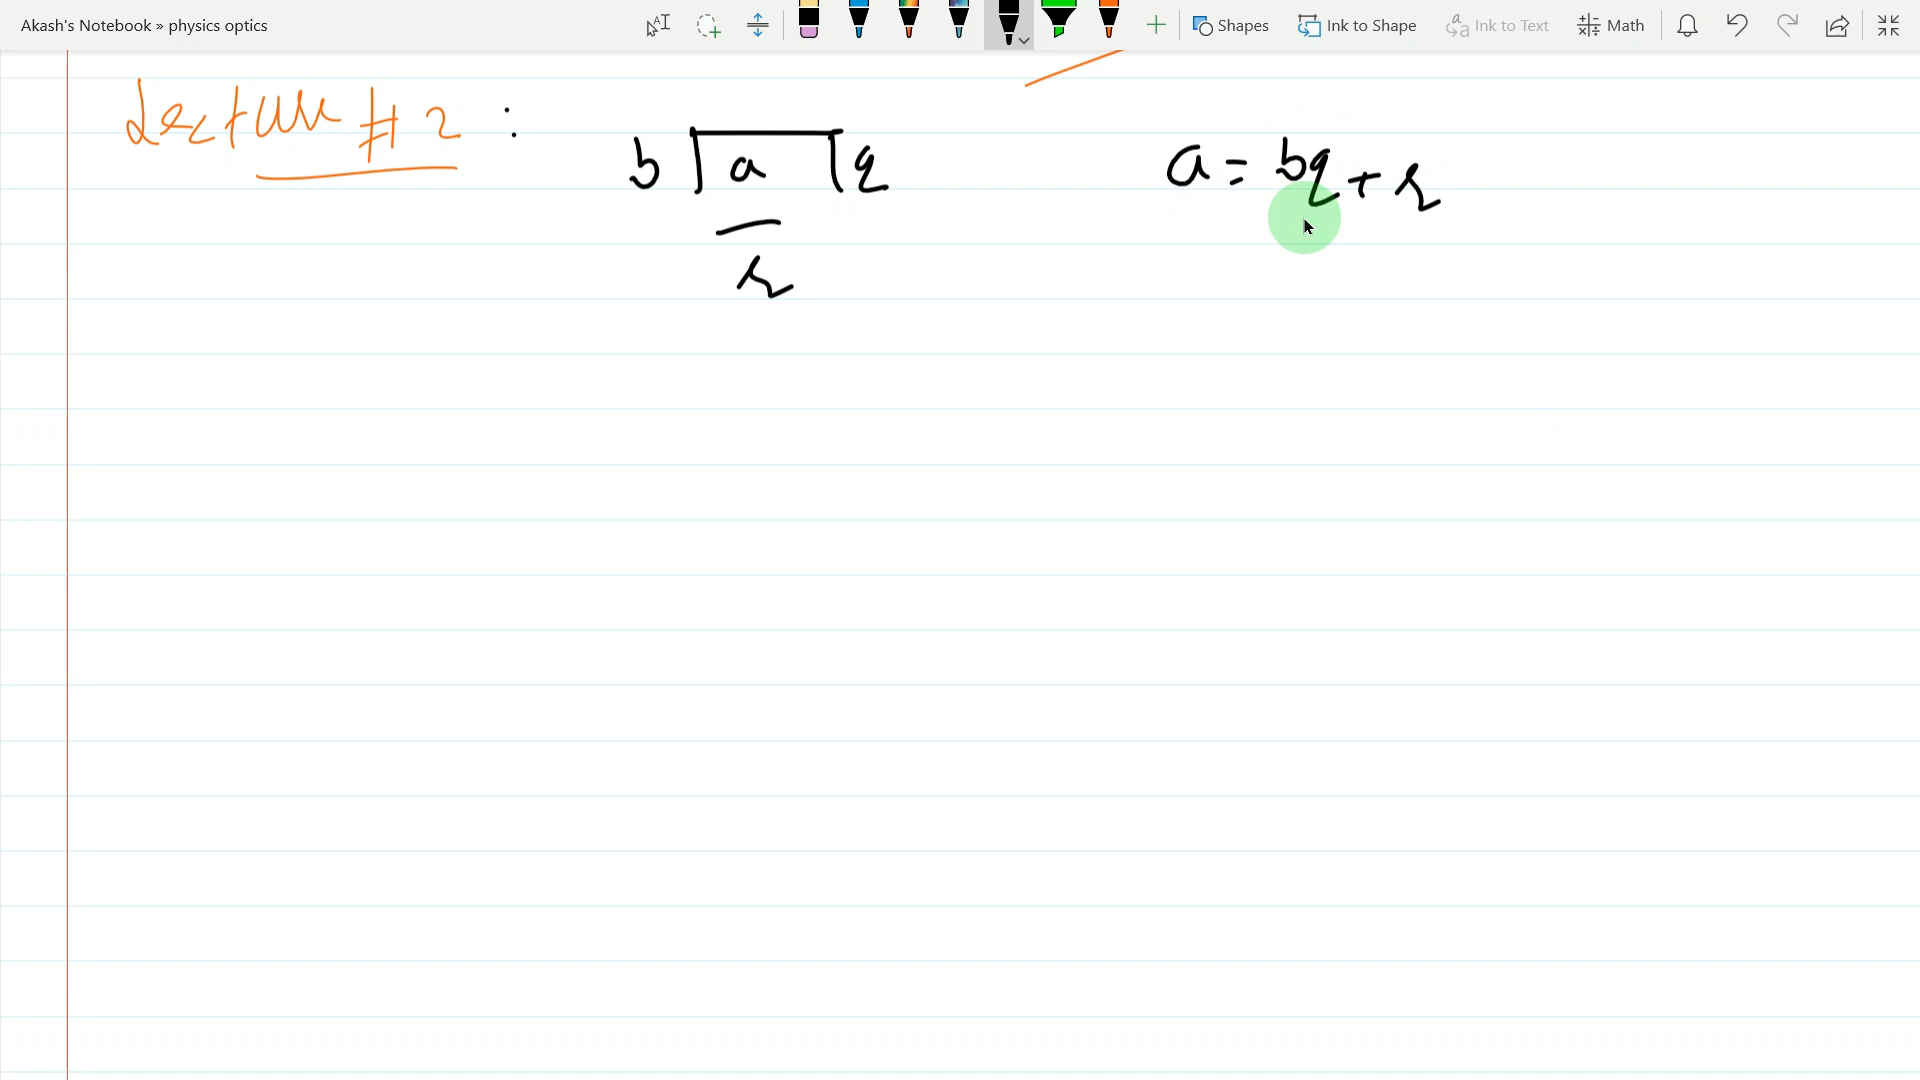 Akash's Notebook » physics optics
Shapes Ink to Shape Ink to Text Math
Lecture # 2 :
b a q
r
a = bq + r